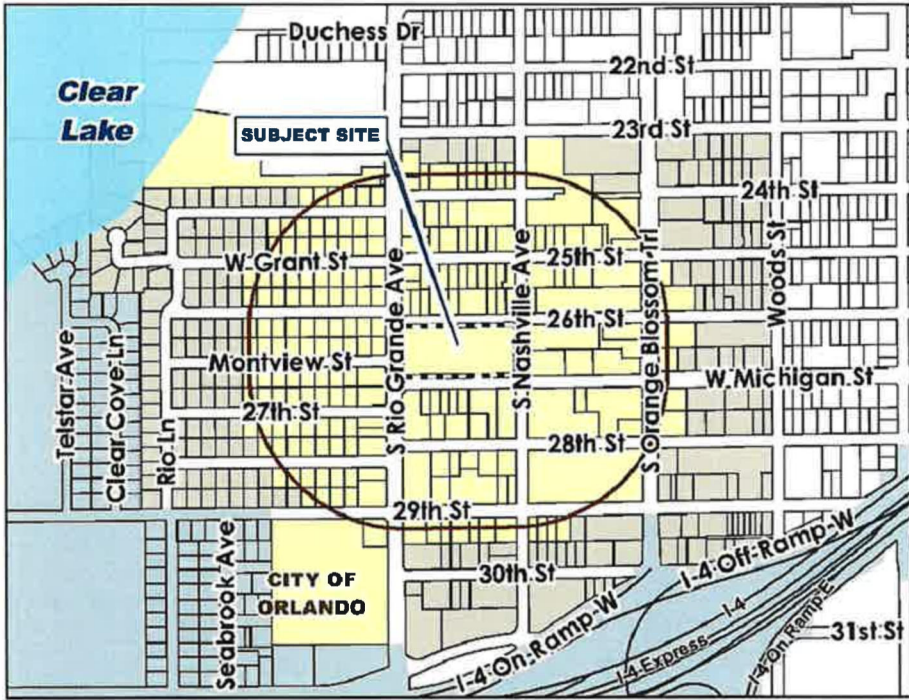 Duchess Dr
22nd St
Clear
Lake
23rd St
SUBJECT SITE
24th St
W Grant St
S Rio Grande Ave
S Nashville Ave
25th St
S Orange Blossom Trl
Woods St
26th St
Telstar Ave
Clear Cove Ln
Rio Ln
Montview St
W Michigan St
27th St
28th St
29th St
Seabrook Ave
CITY OF
ORLANDO
30th St
I-4 Off-Ramp-W
I-4 On-Ramp-W
I-4
I-4-Express
I-4-On Ramp E
31st St